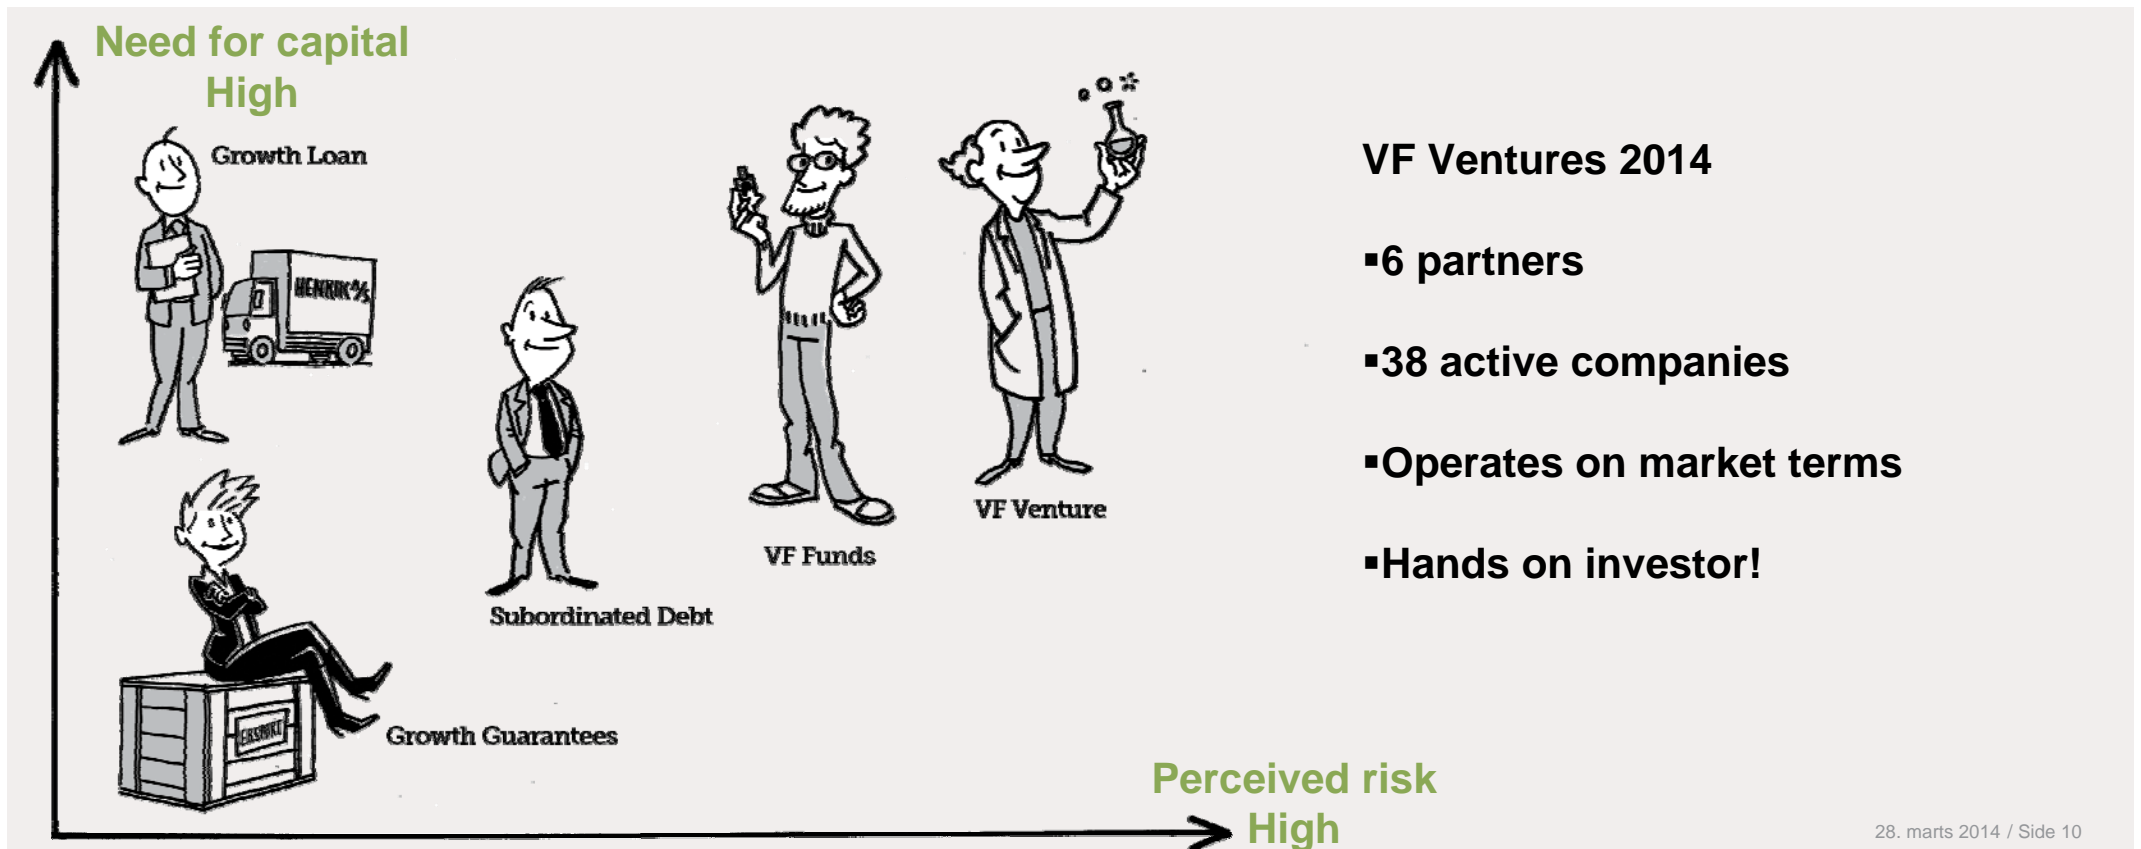 Need for capital
High
Growth Loan
HENRIK A/S
Subordinated Debt
Growth Guarantees
VF Funds
VF Venture
Perceived risk
High
VF Ventures 2014
▪6 partners
▪38 active companies
▪Operates on market terms
▪Hands on investor!
28. marts 2014 / Side 10